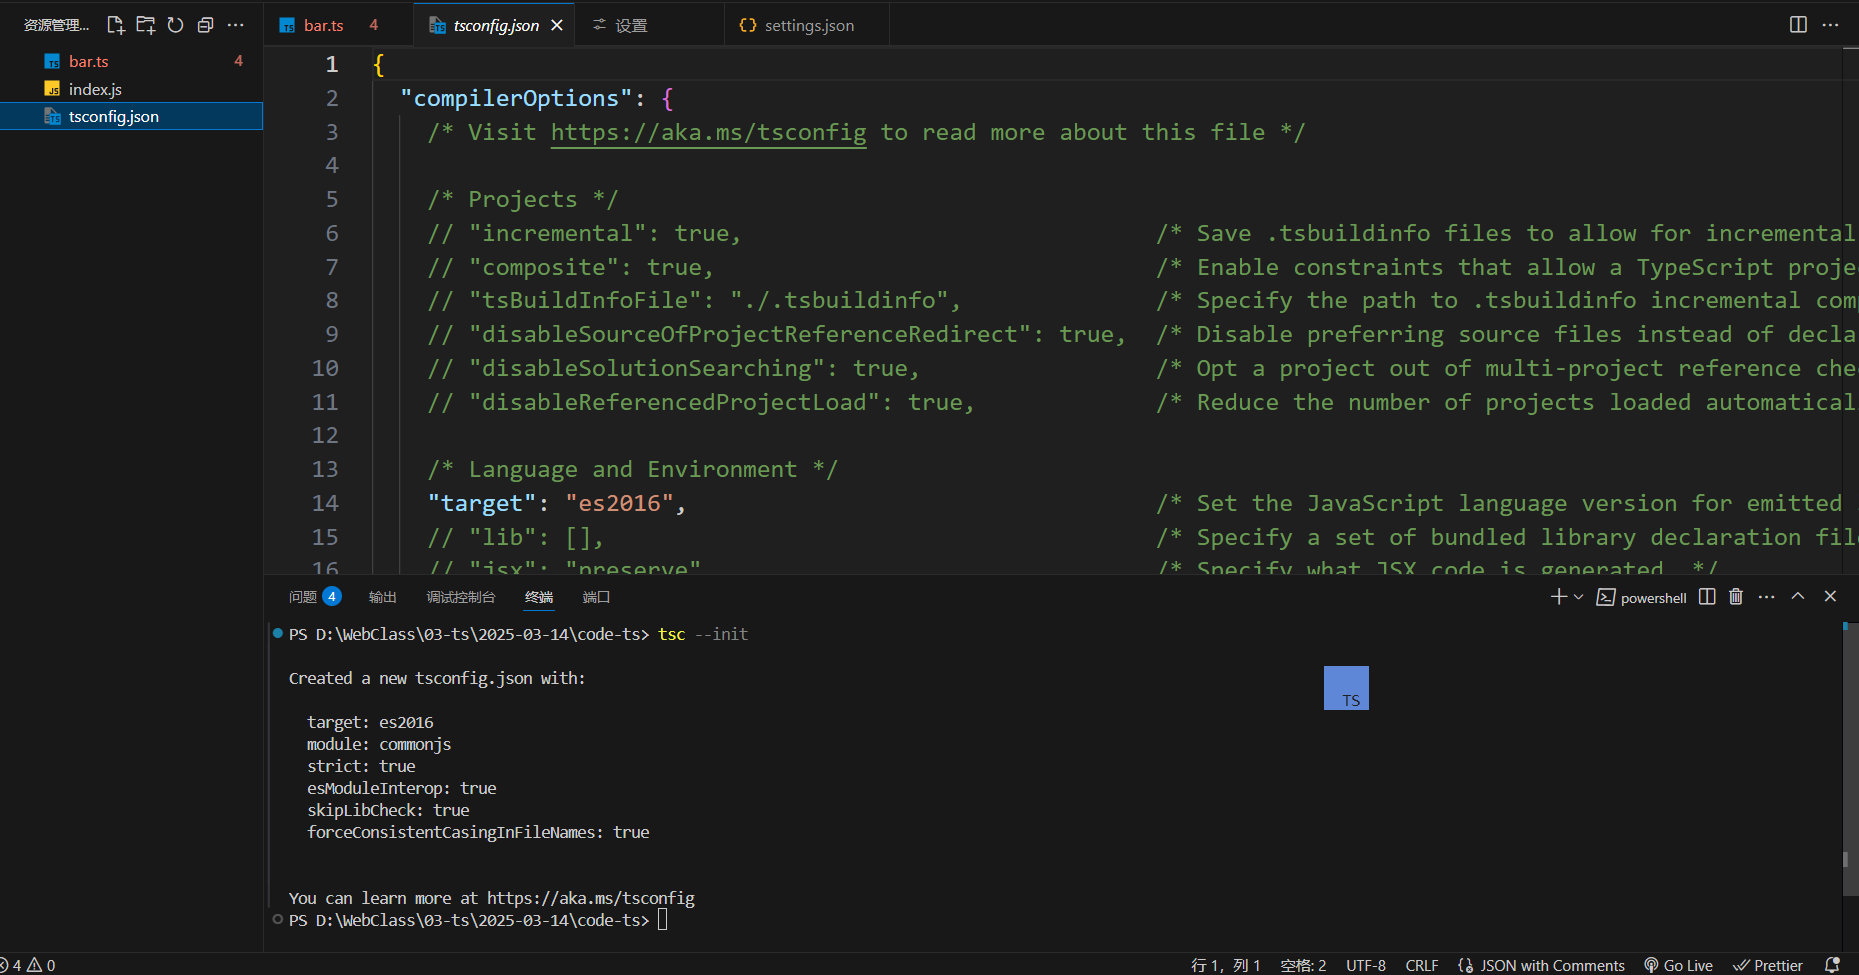 资源管理...
bar.ts 4
tsconfig.json
设置
settings.json
bar.ts 4
index.js
tsconfig.json
1 {
2 "compilerOptions": {
3 /* Visit https://aka.ms/tsconfig to read more about this file */
4
5 /* Projects */
6 // "incremental": true, /* Save .tsbuildinfo files to allow for incremental
7 // "composite": true, /* Enable constraints that allow a TypeScript proje
8 // "tsBuildInfoFile": "./.tsbuildinfo", /* Specify the path to .tsbuildinfo incremental com
9 // "disableSourceOfProjectReferenceRedirect": true, /* Disable preferring source files instead of decla
10 // "disableSolutionSearching": true, /* Opt a project out of multi-project reference che
11 // "disableReferencedProjectLoad": true, /* Reduce the number of projects loaded automatical
12
13 /* Language and Environment */
14 "target": "es2016", /* Set the JavaScript language version for emitted
15 // "lib": [], /* Specify a set of bundled library declaration fil
16 // "jsx": "preserve" /* Specify what JSX code is generated. */
问题 4 输出 调试控制台 终端 端口
powershell
PS D:\WebClass\03-ts\2025-03-14\code-ts> tsc --init
Created a new tsconfig.json with:
TS
target: es2016
module: commonjs
strict: true
esModuleInterop: true
skipLibCheck: true
forceConsistentCasingInFileNames: true
You can learn more at https://aka.ms/tsconfig
PS D:\WebClass\03-ts\2025-03-14\code-ts>
4 0 行 1, 列 1 空格: 2 UTF-8 CRLF {} JSON with Comments Go Live Prettier